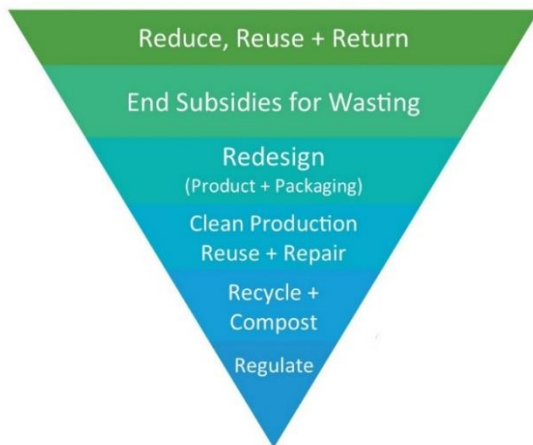 Reduce, Reuse + Return
End Subsidies for Wasting
Redesign
(Product + Packaging)
Clean Production
Reuse + Repair
Recycle +
Compost
Regulate